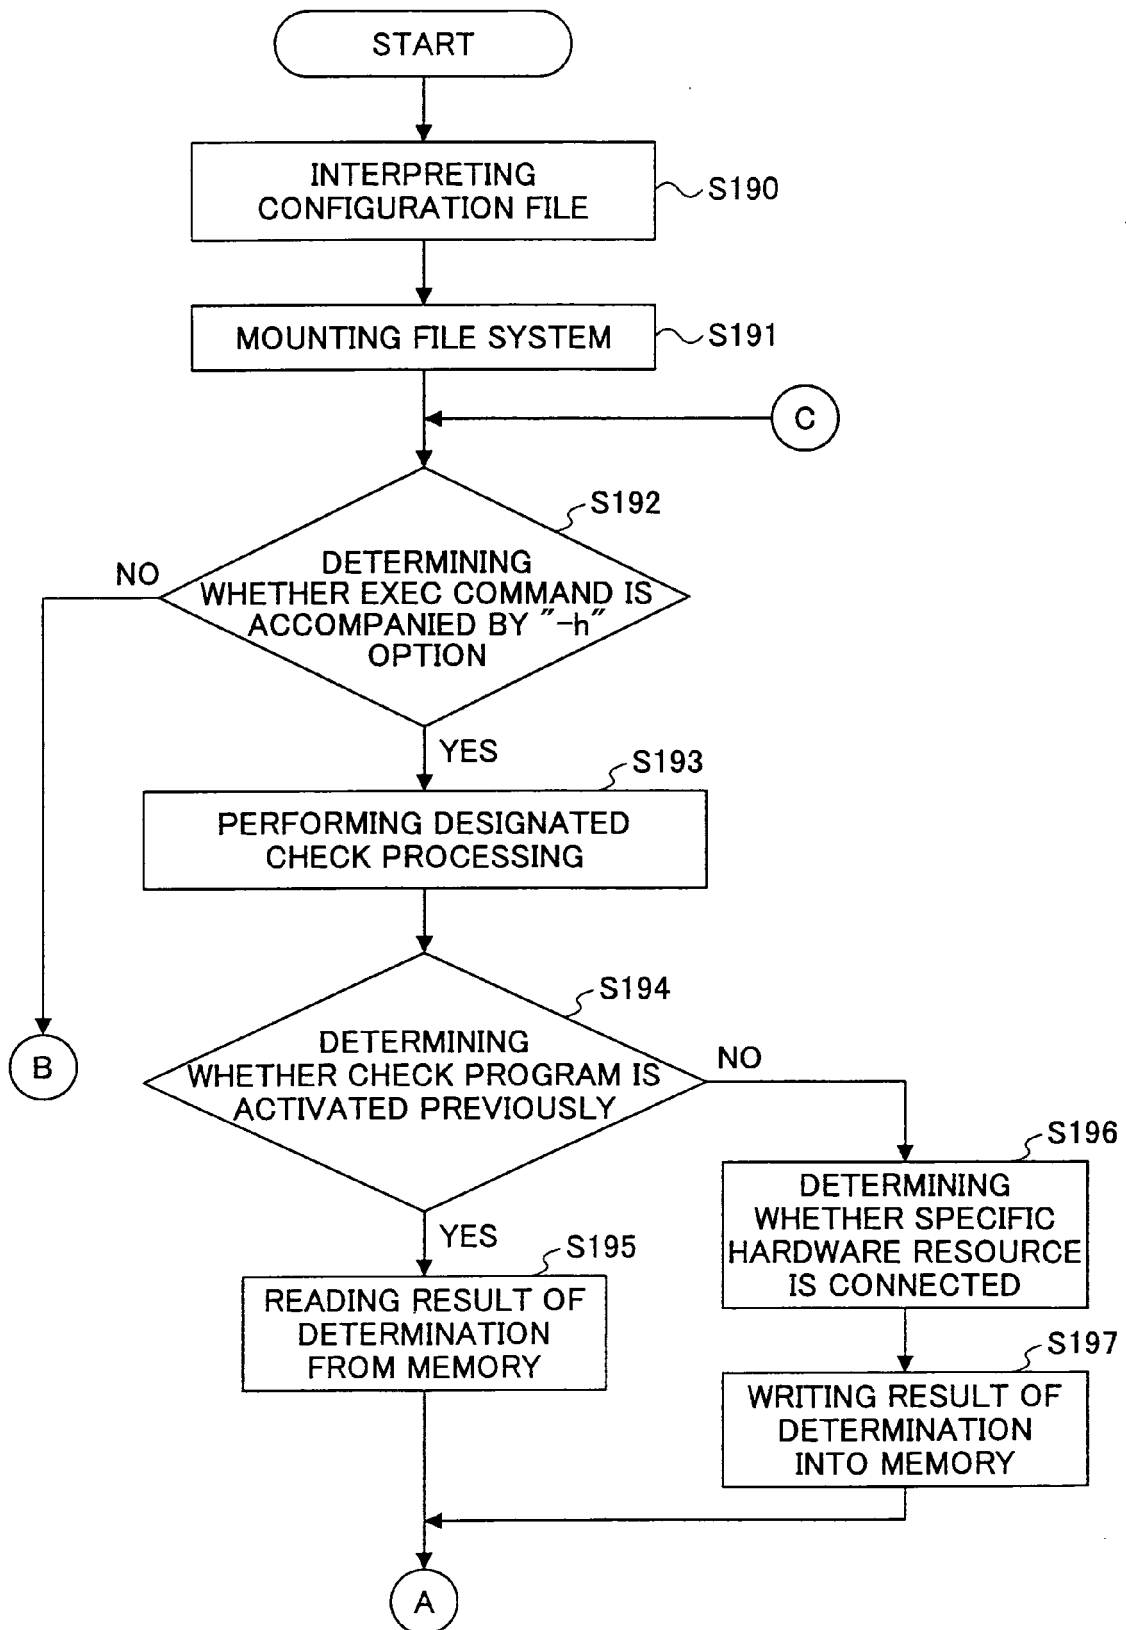 START
INTERPRETING
CONFIGURATION FILE
S190
MOUNTING FILE SYSTEM
S191
C
S192
DETERMINING
WHETHER EXEC COMMAND IS
ACCOMPANIED BY "-h"
OPTION
NO
YES
S193
PERFORMING DESIGNATED
CHECK PROCESSING
S194
DETERMINING
WHETHER CHECK PROGRAM IS
ACTIVATED PREVIOUSLY
NO
B
YES
S196
DETERMINING
WHETHER SPECIFIC
HARDWARE RESOURCE
IS CONNECTED
S195
READING RESULT OF
DETERMINATION
FROM MEMORY
S197
WRITING RESULT OF
DETERMINATION
INTO MEMORY
A